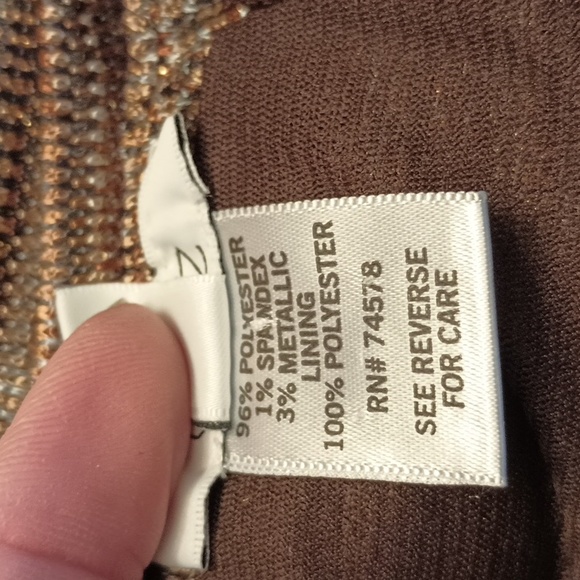 96% POLYESTER
1% SPANDEX
3% METALLIC
LINING
100% POLYESTER
RN# 74578
SEE REVERSE
FOR CARE